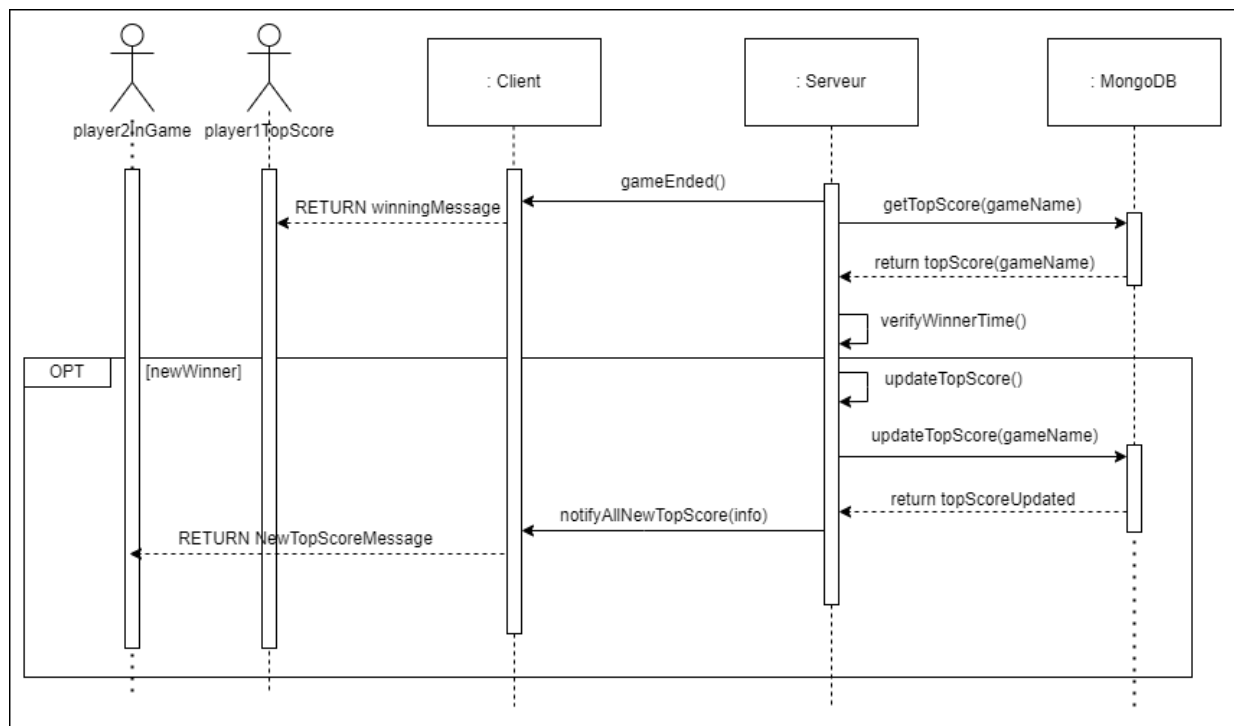 : Client
: Serveur
: MongoDB
player2InGame
player1TopScore
gameEnded()
RETURN winningMessage
getTopScore(gameName)
return topScore(gameName)
verifyWinnerTime()
OPT
[newWinner]
updateTopScore()
updateTopScore(gameName)
return topScoreUpdated
notifyAllNewTopScore(info)
RETURN NewTopScoreMessage